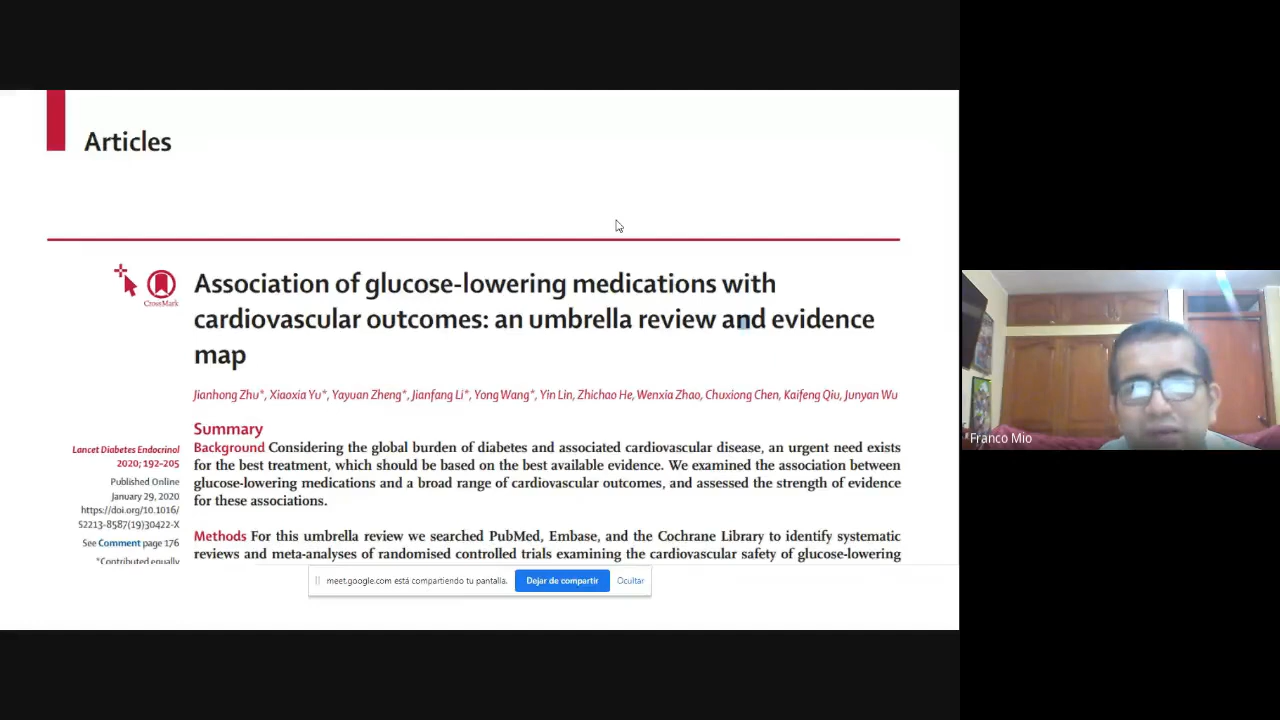 Articles
Association of glucose-lowering medications with
cardiovascular outcomes: an umbrella review and evidence
map
CrossMark
Jianhong Zhu*, Xiaoxia Yu*, Yayuan Zheng*, Jianfang Li*, Yong Wang*, Yin Lin, Zhichao He, Wenxia Zhao, Chuxiong Chen, Kaifeng Qiu, Junyan Wu
Summary
Background Considering the global burden of diabetes and associated cardiovascular disease, an urgent need exists
for the best treatment, which should be based on the best available evidence. We examined the association between
glucose-lowering medications and a broad range of cardiovascular outcomes, and assessed the strength of evidence
for these associations.
Methods For this umbrella review we searched PubMed, Embase, and the Cochrane Library to identify systematic
reviews and meta-analyses of randomised controlled trials examining the cardiovascular safety of glucose-lowering
Lancet Diabetes Endocrinol
2020; 192–205
Published Online
January 29, 2020
https://doi.org/10.1016/
S2213-8587(19)30422-X
See Comment page 176
*Contributed equally
meet.google.com está compartiendo tu pantalla.
Dejar de compartir
Ocultar
Franco Mio